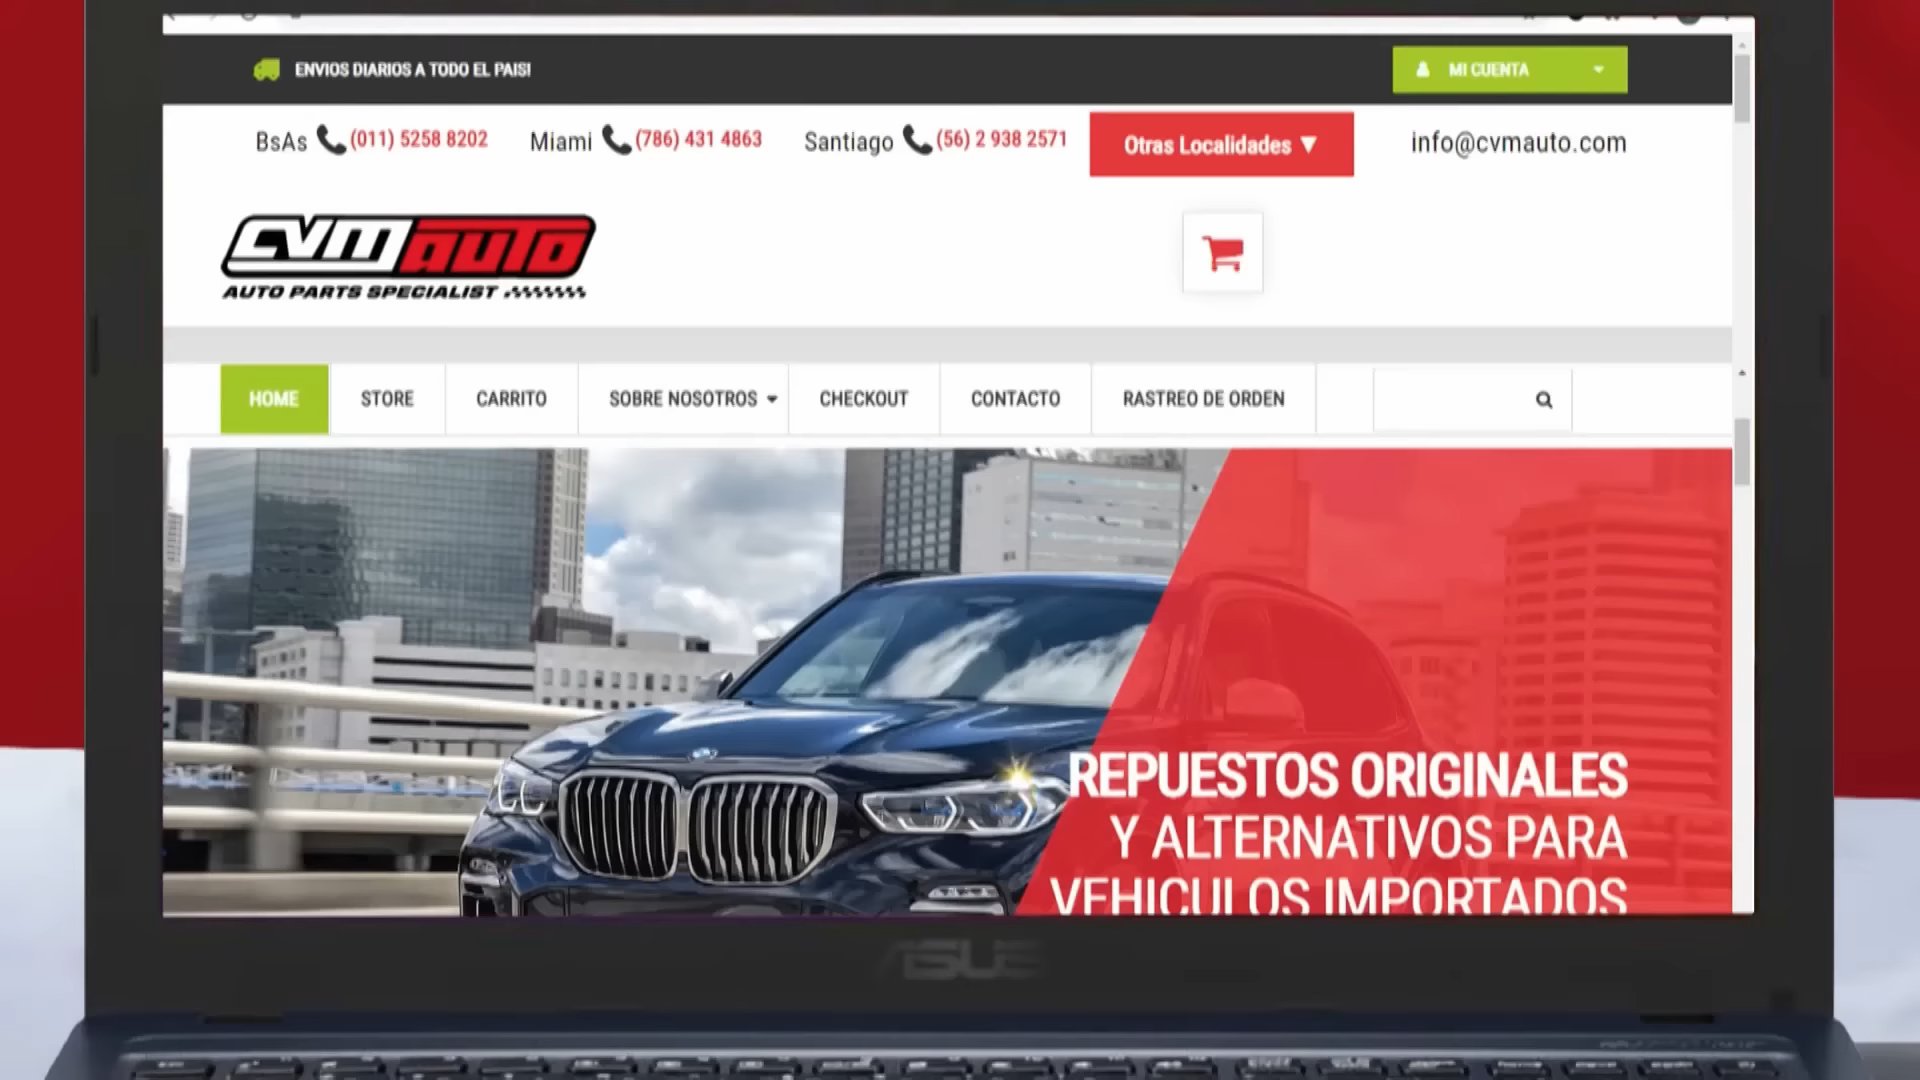 ENVIOS DIARIOS A TODO EL PAIS!
MI CUENTA
BsAs (011) 5258 8202 Miami (786) 431 4863 Santiago (56) 2 938 2571 Otras Localidades ▼ info@cvmauto.com
CVM AUTO
AUTO PARTS SPECIALIST
HOME STORE CARRITO SOBRE NOSOTROS CHECKOUT CONTACTO RASTREO DE ORDEN
REPUESTOS ORIGINALES
Y ALTERNATIVOS PARA
VEHICULOS IMPORTADOS
ASUS